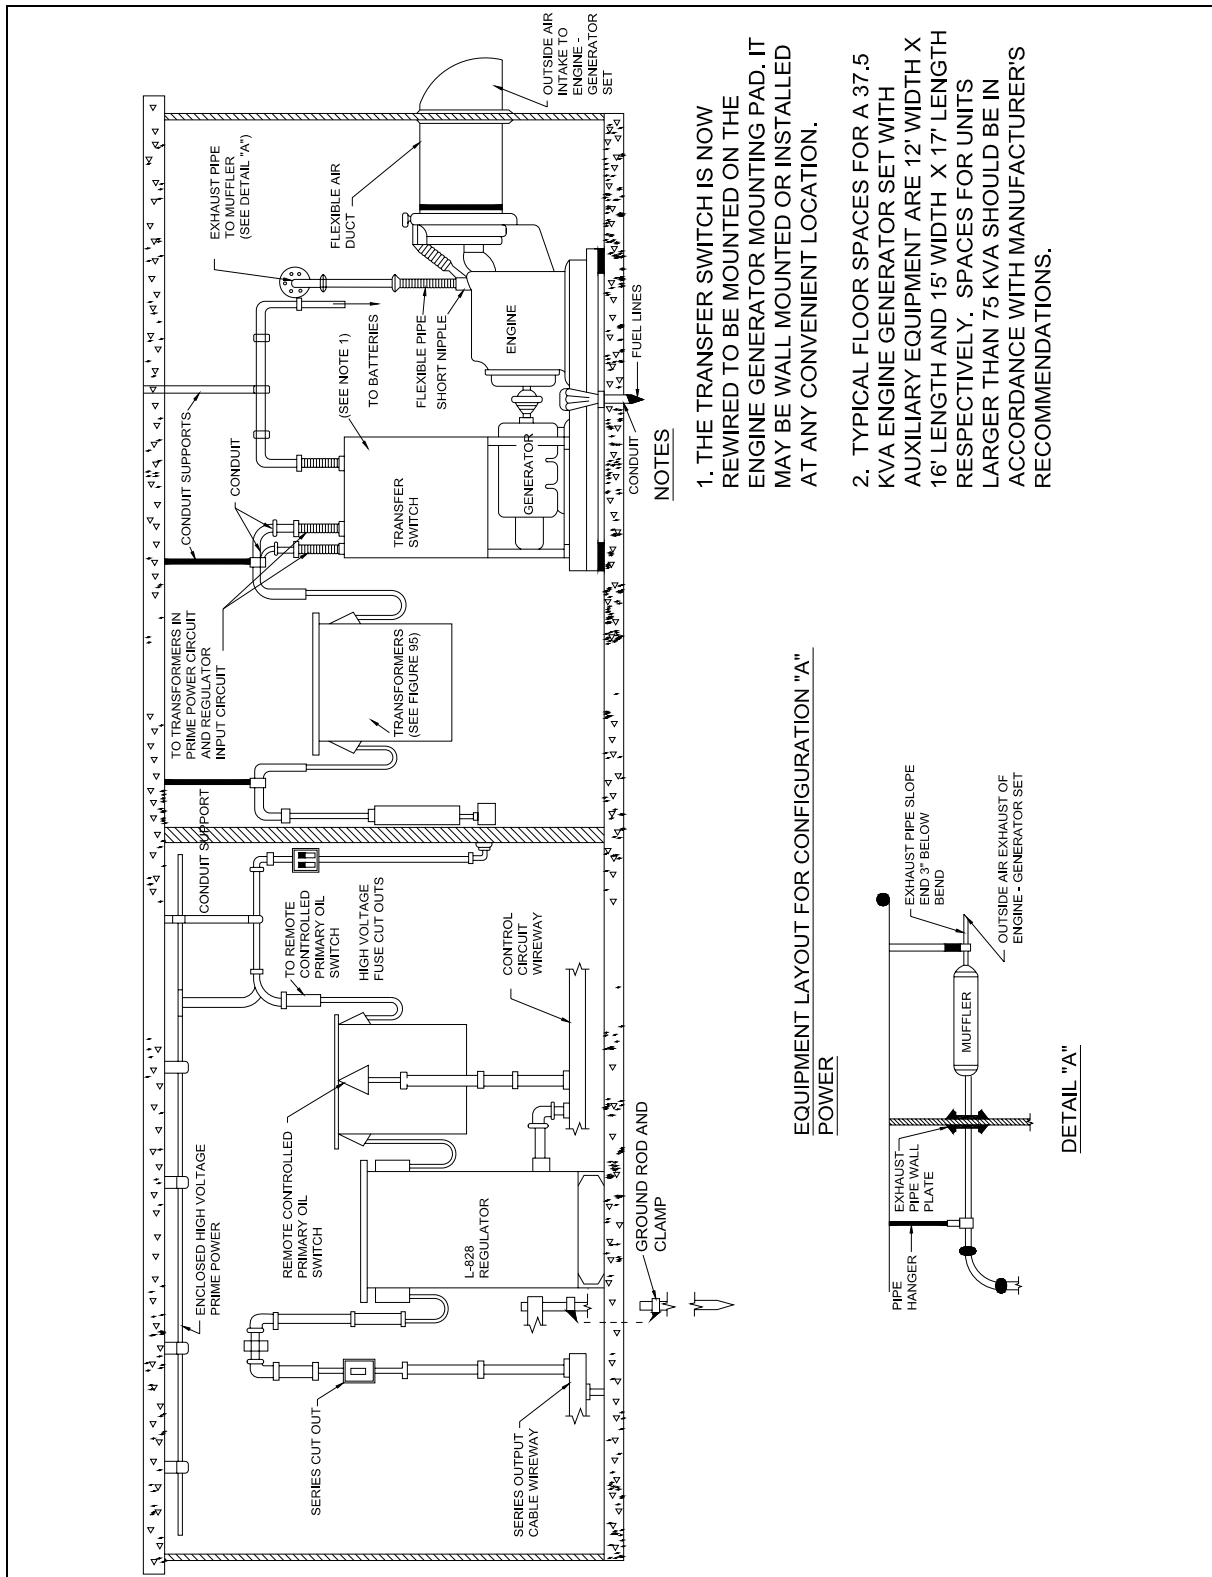 ENCLOSED HIGH VOLTAGE
PRIME POWER
CONDUIT SUPPORT
TO TRANSFORMERS IN
PRIME POWER CIRCUIT
AND REGULATOR
INPUT CIRCUIT
CONDUIT SUPPORTS
CONDUIT
EXHAUST PIPE
TO MUFFLER
(SEE DETAIL "A")
FLEXIBLE AIR
DUCT
OUTSIDE AIR
INTAKE TO
ENGINE -
GENERATOR
SET
SERIES CUT OUT
REMOTE CONTROLLED
PRIMARY OIL
SWITCH
TO REMOTE
CONTROLLED
PRIMARY OIL
SWITCH
HIGH VOLTAGE
FUSE CUT OUTS
TRANSFORMERS
(SEE FIGURE 95)
(SEE NOTE 1)
TO BATTERIES
FLEXIBLE PIPE
SHORT NIPPLE
TRANSFER
SWITCH
ENGINE
GENERATOR
L-828
REGULATOR
CONTROL
CIRCUIT
WIREWAY
SERIES OUTPUT
CABLE WIREWAY
GROUND ROD AND
CLAMP
CONDUIT
FUEL LINES
NOTES
1. THE TRANSFER SWITCH IS NOW
REWIRED TO BE MOUNTED ON THE
ENGINE GENERATOR MOUNTING PAD. IT
MAY BE WALL MOUNTED OR INSTALLED
AT ANY CONVENIENT LOCATION.
2. TYPICAL FLOOR SPACES FOR A 37.5
KVA ENGINE GENERATOR SET WITH
AUXILIARY EQUIPMENT ARE 12' WIDTH X
16' LENGTH AND 15' WIDTH X 17' LENGTH
RESPECTIVELY. SPACES FOR UNITS
LARGER THAN 75 KVA SHOULD BE IN
ACCORDANCE WITH MANUFACTURER'S
RECOMMENDATIONS.
EQUIPMENT LAYOUT FOR CONFIGURATION "A"
POWER
PIPE
HANGER
EXHAUST
PIPE WALL
PLATE
MUFFLER
EXHAUST PIPE SLOPE
END 3" BELOW
BEND
OUTSIDE AIR EXHAUST OF
ENGINE - GENERATOR SET
DETAIL "A"